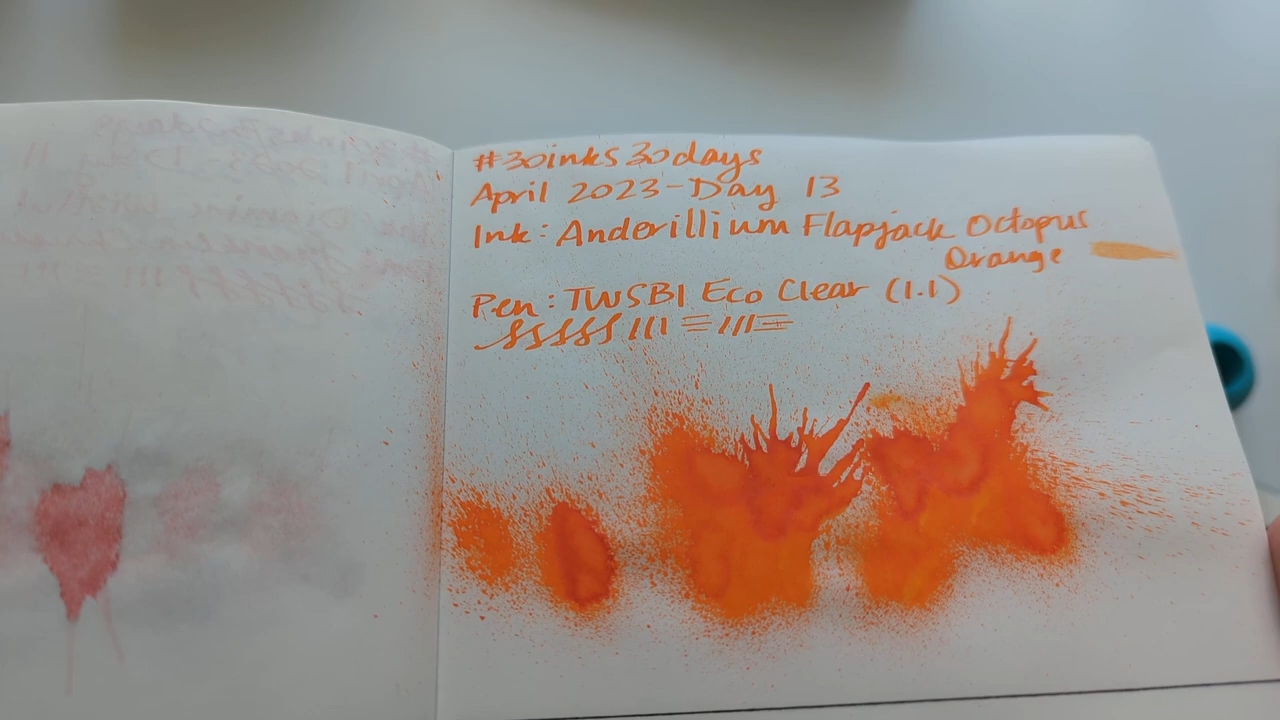 #30inks30days
April 2023-Day 13
Ink: Anderillium Flapjack Octopus
Orange
Pen: TWSBI Eco Clear (1.1)